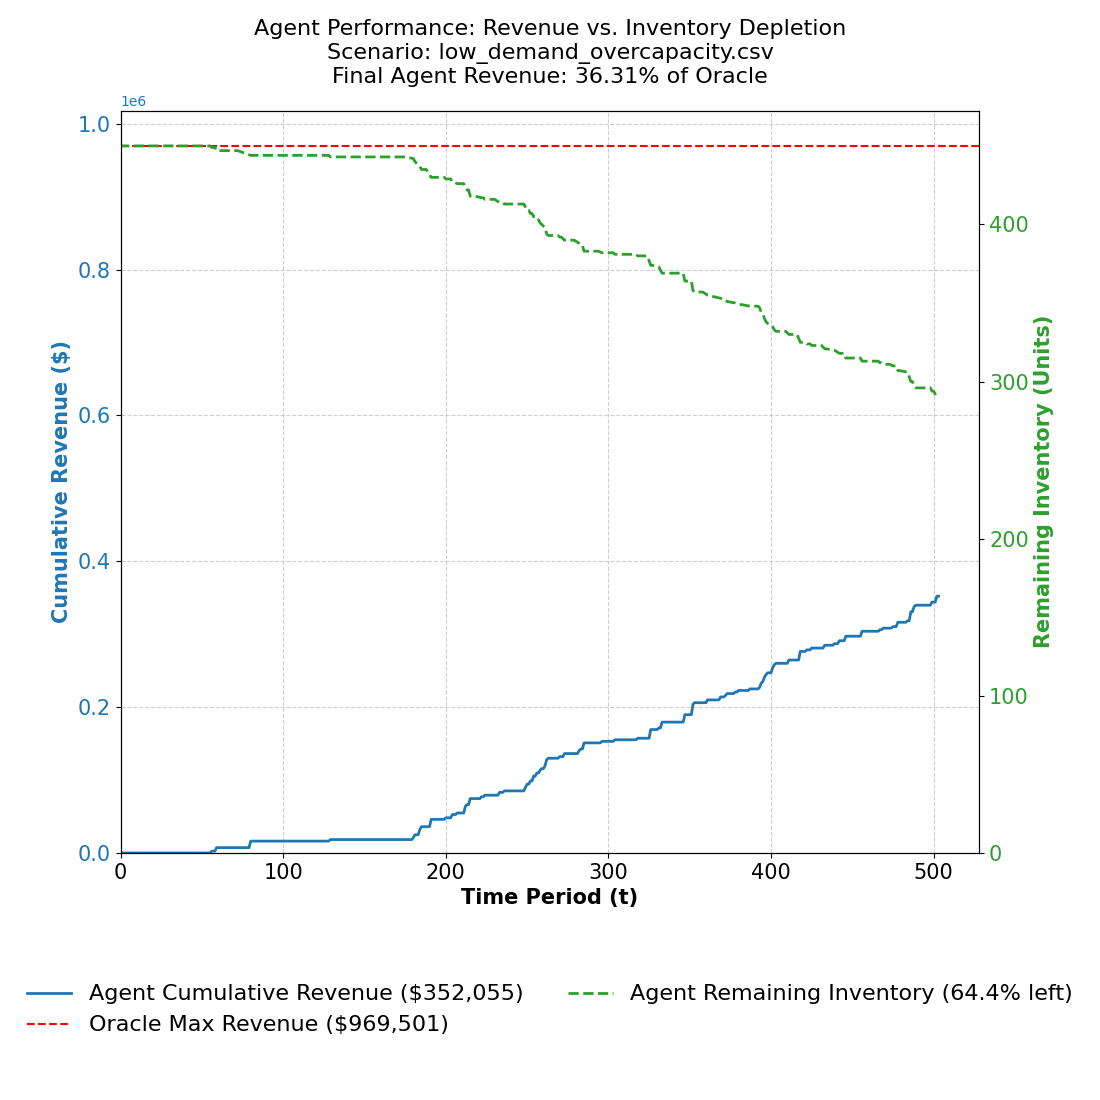 Agent Performance: Revenue vs. Inventory Depletion
Scenario: low_demand_overcapacity.csv
Final Agent Revenue: 36.31% of Oracle
1e6
1.0
0.8
0.6
0.4
0.2
0.0
Cumulative Revenue ($)
400
300
200
100
0
Remaining Inventory (Units)
0 100 200 300 400 500
Time Period (t)
Agent Cumulative Revenue ($352,055)
Oracle Max Revenue ($969,501)
Agent Remaining Inventory (64.4% left)